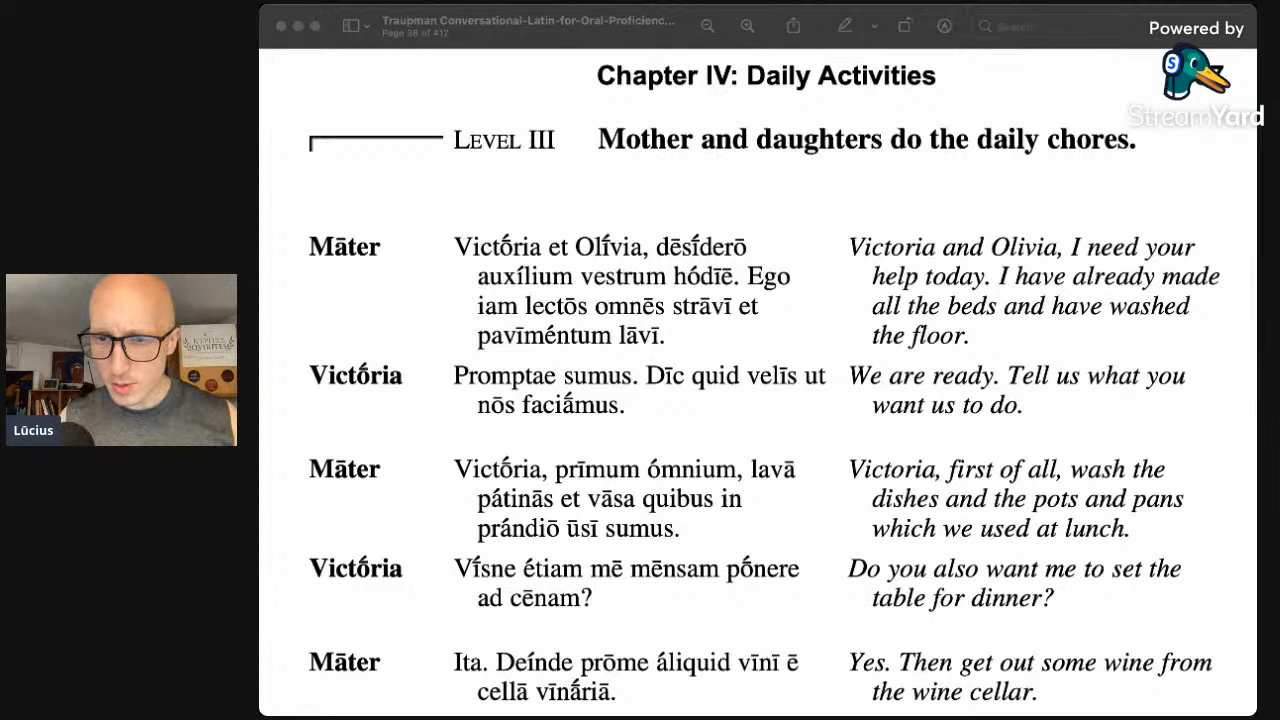 Traupman Conversational-Latin-for-Oral-Proficienc...
Page 38 of 412
Search
Powered by
StreamYard
S
Chapter IV: Daily Activities
LEVEL III Mother and daughters do the daily chores.
Māter Victṓria et Olī́via, dēsī́derō Victoria and Olivia, I need your
auxílium vestrum hódīē. Ego help today. I have already made
iam lectōs omnēs strāvī et all the beds and have washed
pavīméntum lāvī. the floor.
Victṓria Promptae sumus. Dīc quid velīs ut We are ready. Tell us what you
nōs faciā́mus. want us to do.
Māter Victṓria, prīmum ómnium, lavā Victoria, first of all, wash the
pátinās et vāsa quibus in dishes and the pots and pans
prándiō ūsī sumus. which we used at lunch.
Victṓria Vī́sne étiam mē mēnsam pṓnere Do you also want me to set the
ad cēnam? table for dinner?
Māter Ita. Deínde prōme áliquid vīnī ē Yes. Then get out some wine from
cellā vīnā́riā. the wine cellar.
Lūcius